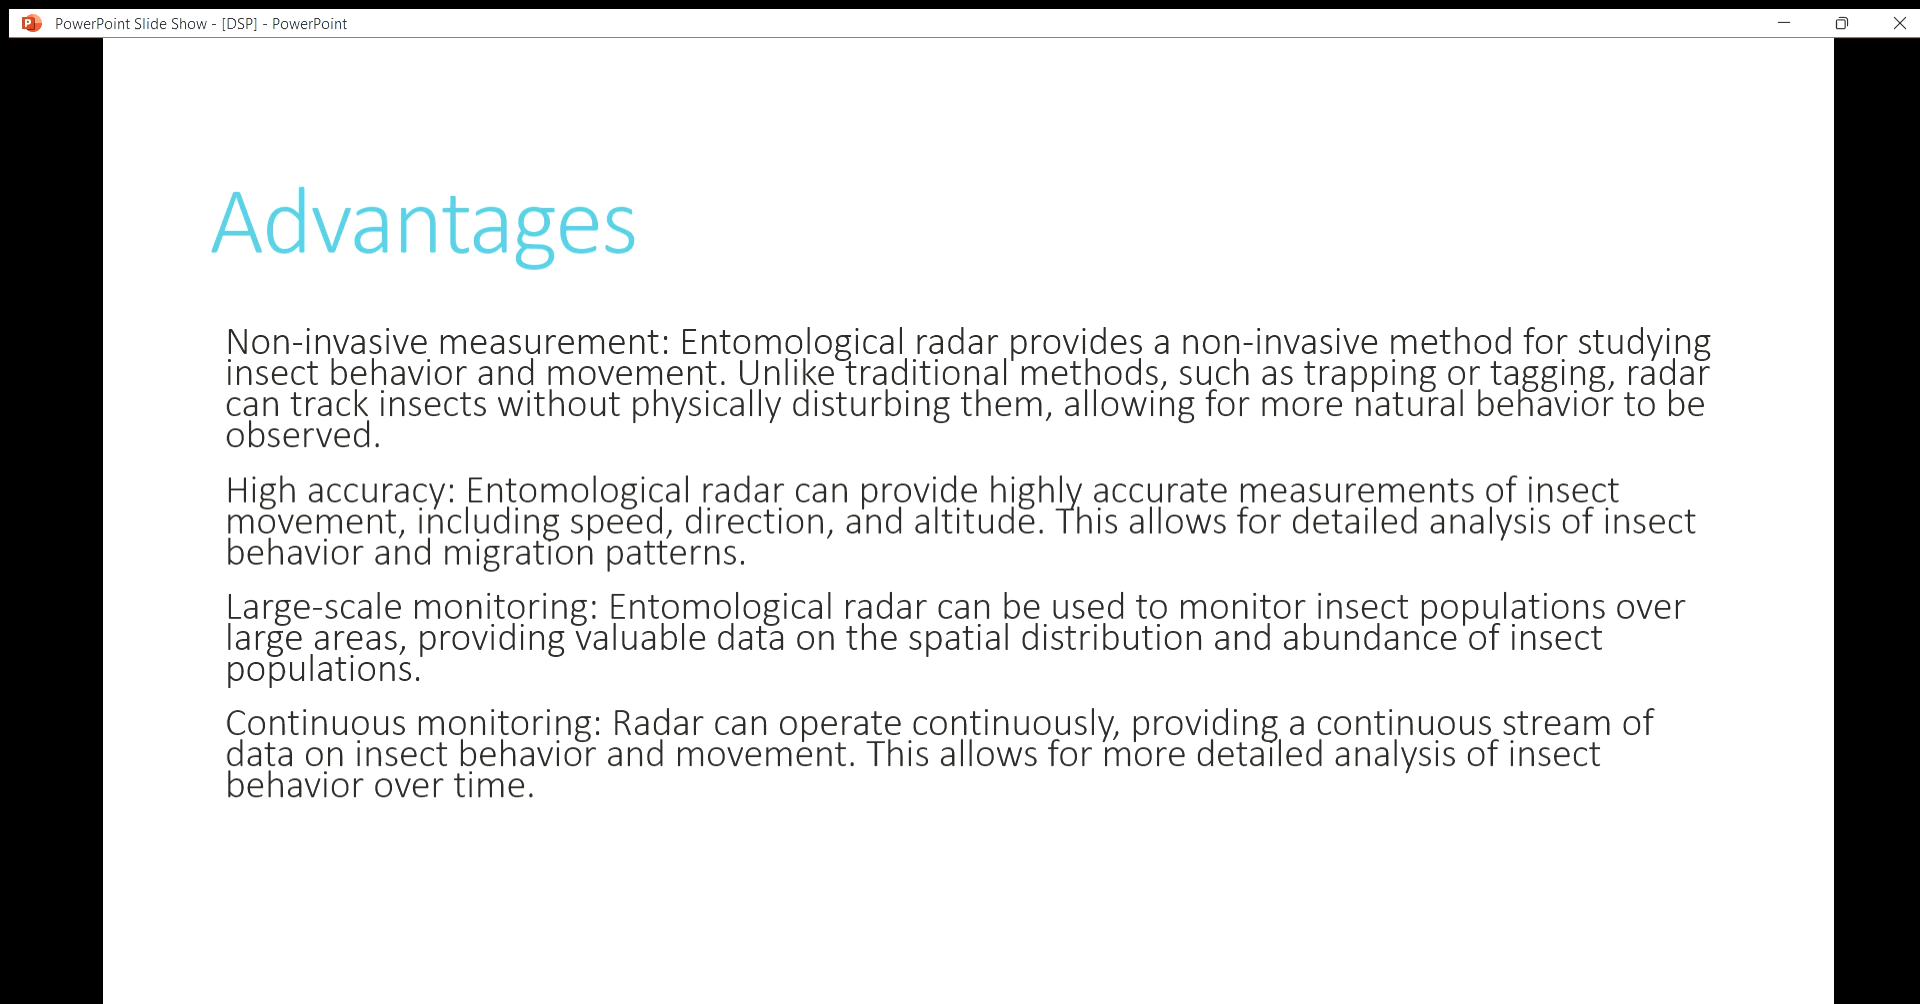 PowerPoint Slide Show - [DSP] - PowerPoint
Advantages
Non-invasive measurement: Entomological radar provides a non-invasive method for studying
insect behavior and movement. Unlike traditional methods, such as trapping or tagging, radar
can track insects without physically disturbing them, allowing for more natural behavior to be
observed.
High accuracy: Entomological radar can provide highly accurate measurements of insect
movement, including speed, direction, and altitude. This allows for detailed analysis of insect
behavior and migration patterns.
Large-scale monitoring: Entomological radar can be used to monitor insect populations over
large areas, providing valuable data on the spatial distribution and abundance of insect
populations.
Continuous monitoring: Radar can operate continuously, providing a continuous stream of
data on insect behavior and movement. This allows for more detailed analysis of insect
behavior over time.